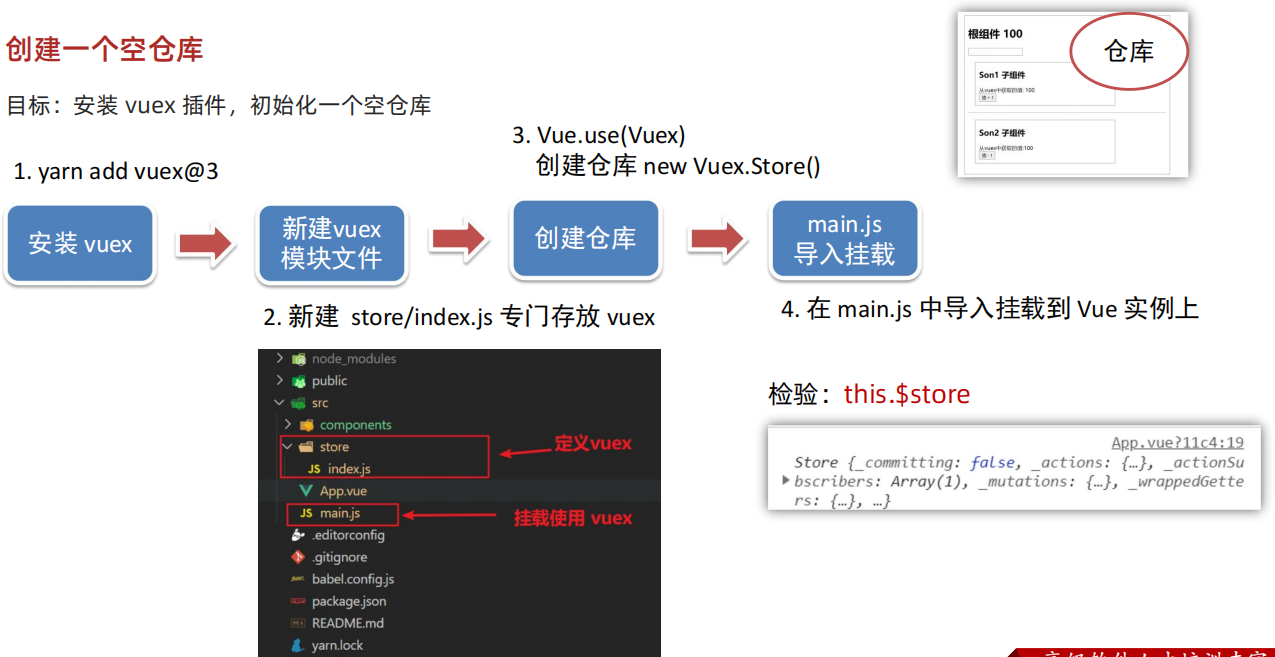 创建一个空仓库
目标：安装 vuex 插件，初始化一个空仓库
根组件 100
仓库
Son1 子组件
从vuex中获取的值: 100
值 + 1
Son2 子组件
从vuex中获取的值:100
值 - 1
1. yarn add vuex@3
3. Vue.use(Vuex)
创建仓库 new Vuex.Store()
安装 vuex
新建vuex
模块文件
创建仓库
main.js
导入挂载
2. 新建 store/index.js 专门存放 vuex
4. 在 main.js 中导入挂载到 Vue 实例上
node_modules
public
src
components
store
JS index.js
App.vue
JS main.js
.editorconfig
.gitignore
babel.config.js
package.json
README.md
yarn.lock
定义vuex
挂载使用 vuex
检验：this.$store
App.vue?11c4:19
Store {_committing: false, _actions: {…}, _actionSu
bscribers: Array(1), _mutations: {…}, _wrappedGette
rs: {…}, …}